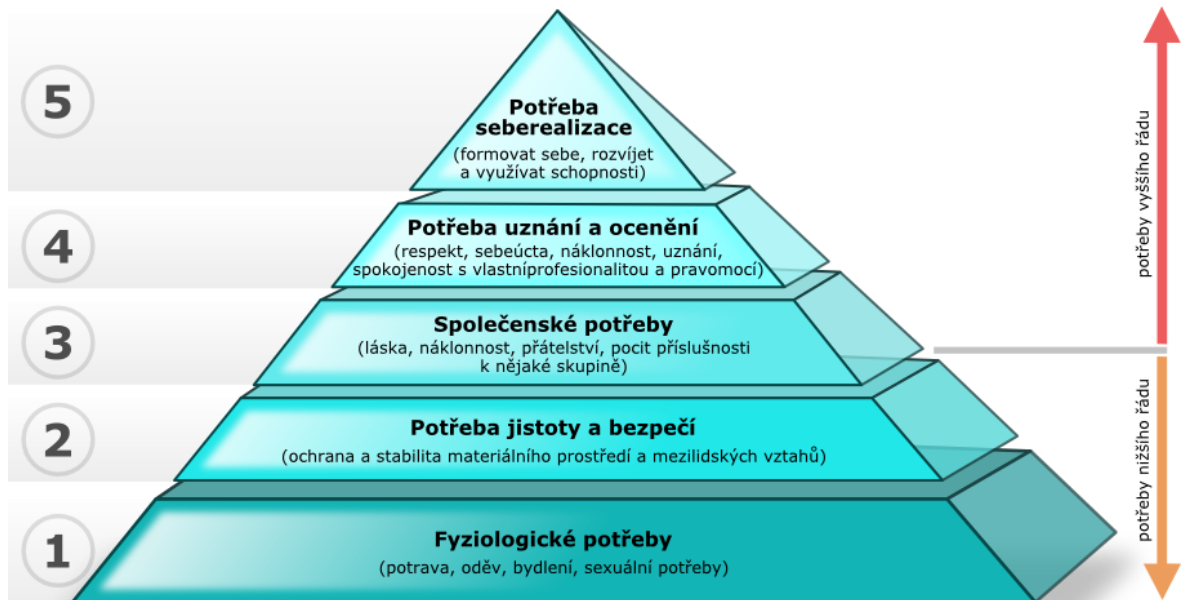 5
Potřeba
seberealizace
(formovat sebe, rozvíjet
a využívat schopnosti)
4
Potřeba uznání a ocenění
(respekt, sebeúcta, náklonnost, uznání,
spokojenost s vlastníprofesionalitou a pravomocí)
3
Společenské potřeby
(láska, náklonnost, přátelství, pocit příslušnosti
k nějaké skupině)
2
Potřeba jistoty a bezpečí
(ochrana a stabilita materiálního prostředí a mezilidských vztahů)
1
Fyziologické potřeby
(potrava, oděv, bydlení, sexuální potřeby)
potřeby vyššího řádu
potřeby nižšího řádu